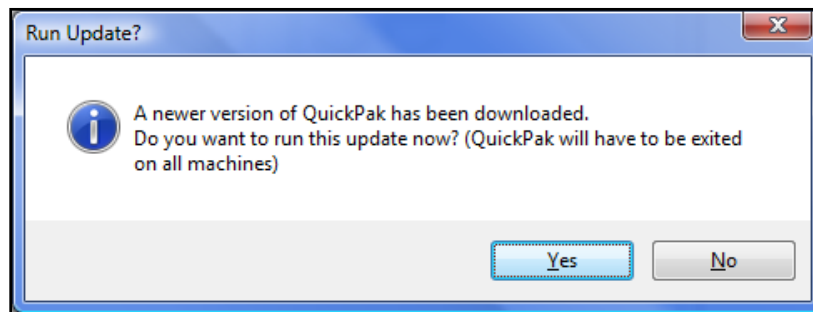 Run Update?
A newer version of QuickPak has been downloaded.
Do you want to run this update now? (QuickPak will have to be exited
on all machines)
Yes
No